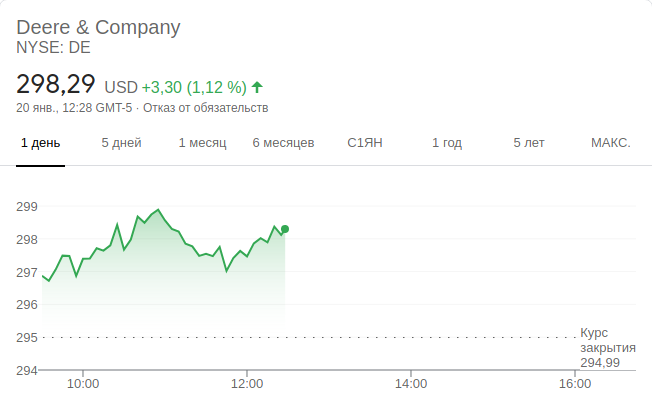 Deere & Company
NYSE: DE
298,29 USD +3,30 (1,12 %)
20 янв., 12:28 GMT-5 · Отказ от обязательств
1 день 5 дней 1 месяц 6 месяцев С1ЯН 1 год 5 лет МАКС.
299
298
297
296
295
Курс
закрытия
294,99
294
10:00 12:00 14:00 16:00